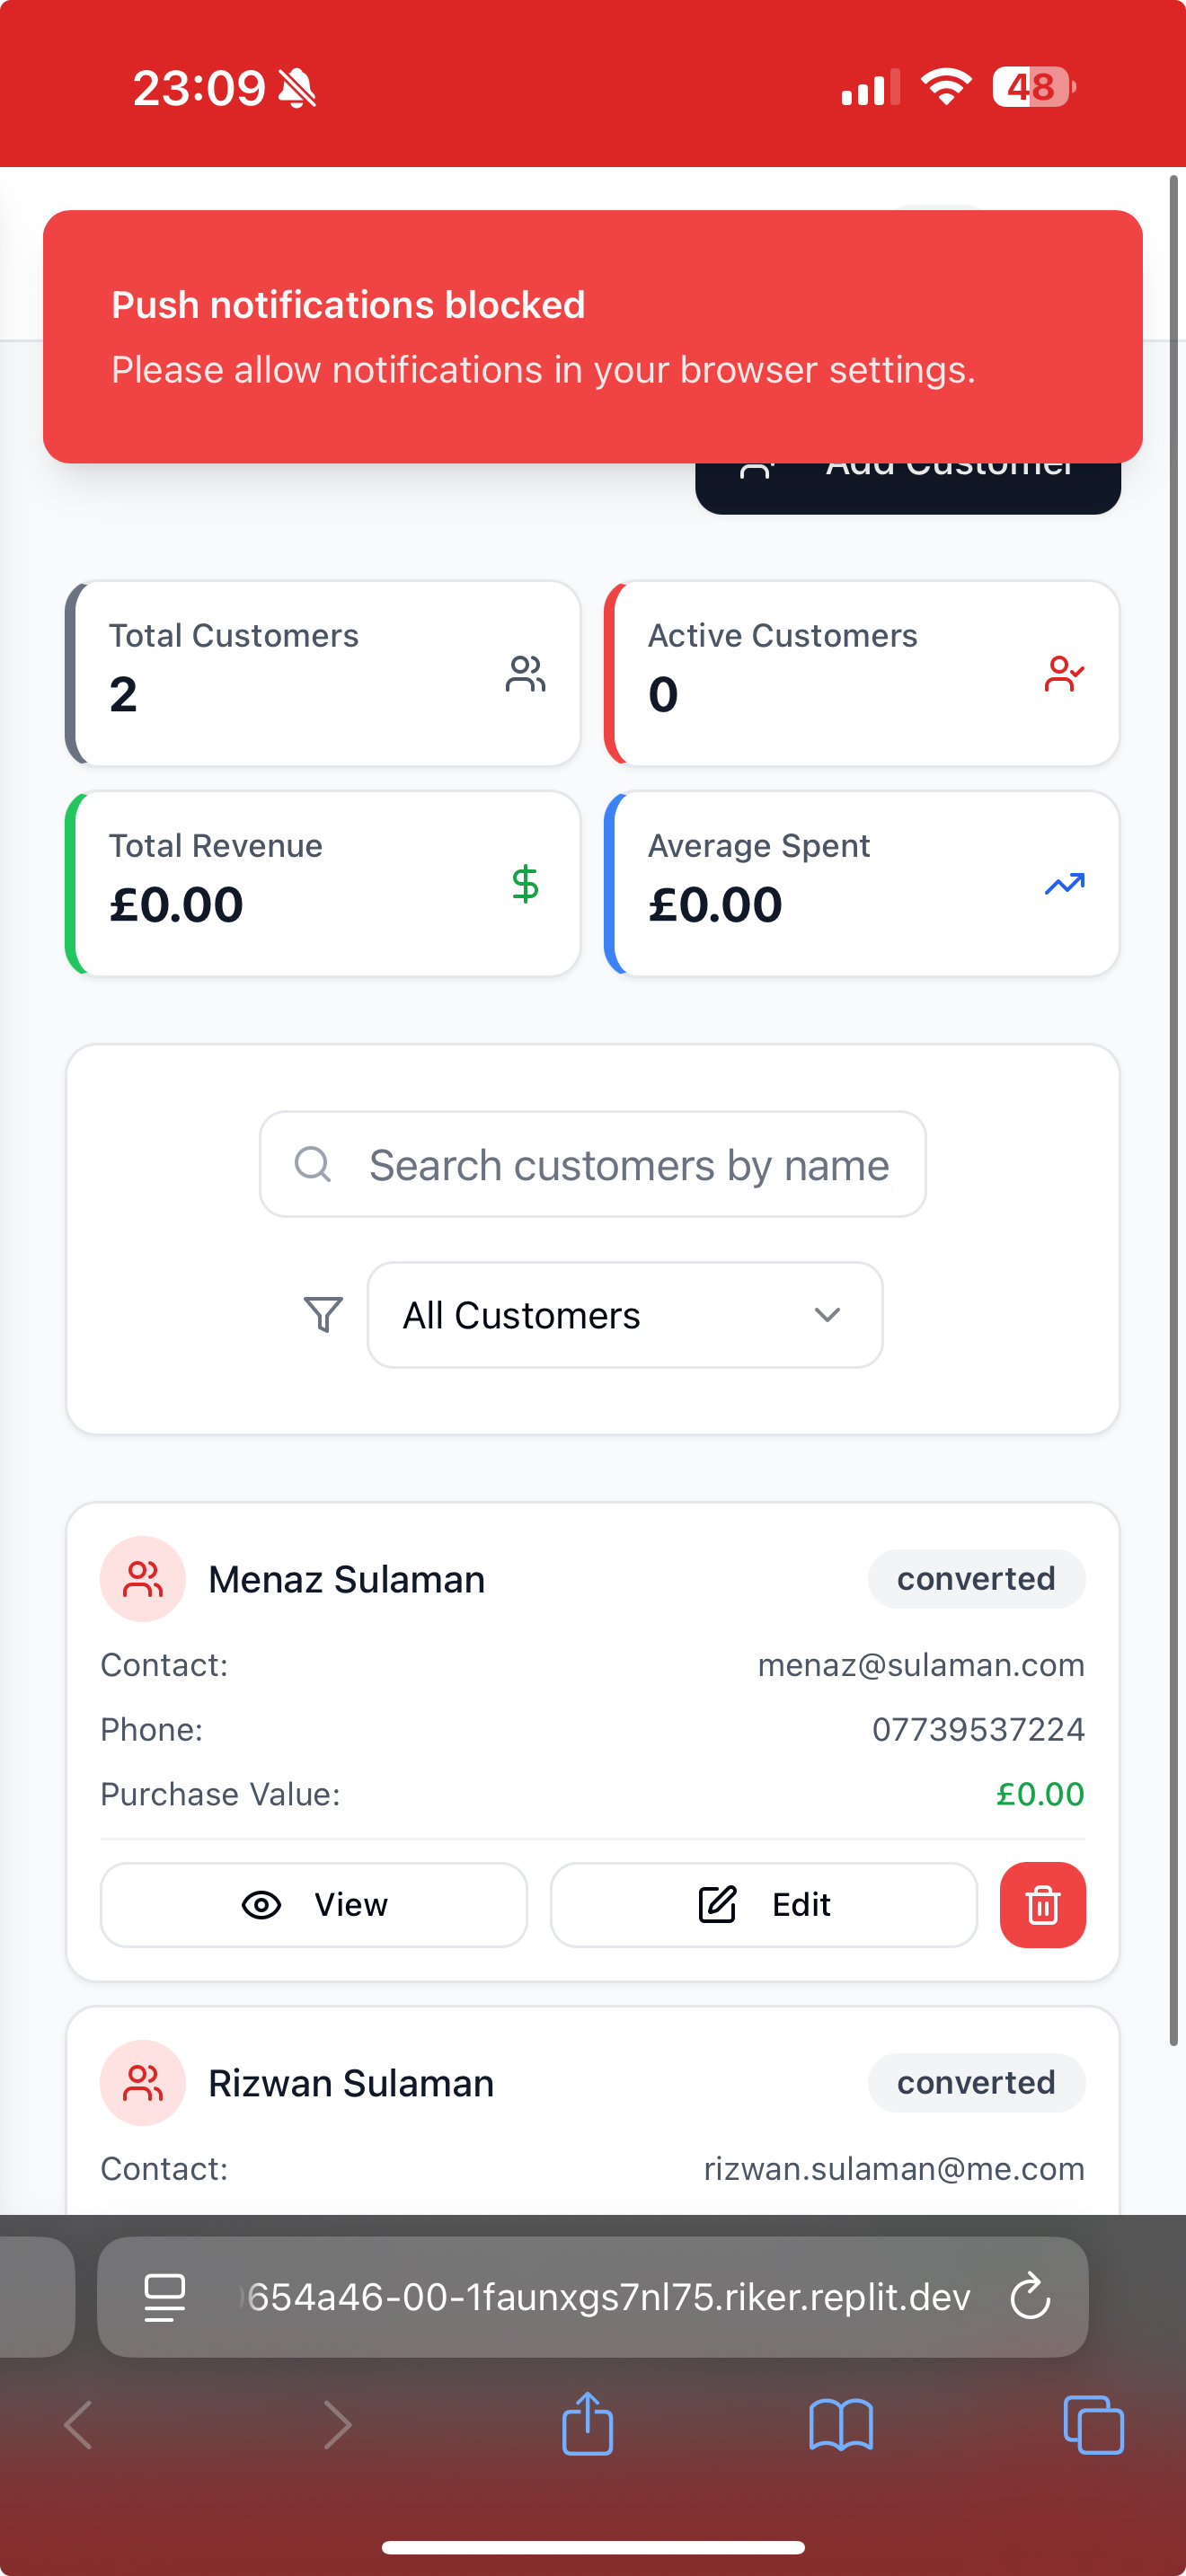 23:09
48
Push notifications blocked
Please allow notifications in your browser settings.
Add Customer
Total Customers
2
Active Customers
0
Total Revenue
£0.00
Average Spent
£0.00
Search customers by name
All Customers
Menaz Sulaman
converted
Contact:
menaz@sulaman.com
Phone:
07739537224
Purchase Value:
£0.00
View
Edit
Rizwan Sulaman
converted
Contact:
rizwan.sulaman@me.com
654a46-00-1faunxgs7nl75.riker.replit.dev